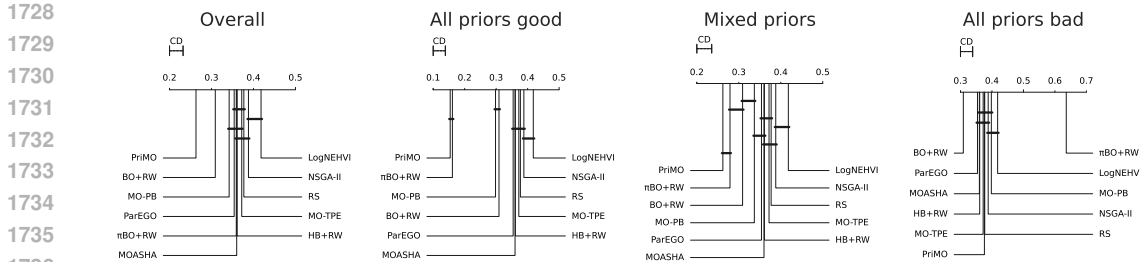 1728
1729
1730
1731
1732
1733
1734
1735
Overall
CD
0.2 0.3 0.4 0.5
PriMO
BO+RW
MO-PB
ParEGO
πBO+RW
MOASHA
LogNEHVI
NSGA-II
RS
MO-TPE
HB+RW
All priors good
CD
0.1 0.2 0.3 0.4 0.5
PriMO
πBO+RW
MO-PB
BO+RW
ParEGO
MOASHA
LogNEHVI
NSGA-II
RS
MO-TPE
HB+RW
Mixed priors
CD
0.2 0.3 0.4 0.5
PriMO
πBO+RW
BO+RW
MO-PB
ParEGO
MOASHA
LogNEHVI
NSGA-II
RS
MO-TPE
HB+RW
All priors bad
CD
0.3 0.4 0.5 0.6 0.7
BO+RW
ParEGO
MOASHA
HB+RW
MO-TPE
PriMO
πBO+RW
LogNEHV
MO-PB
NSGA-II
RS